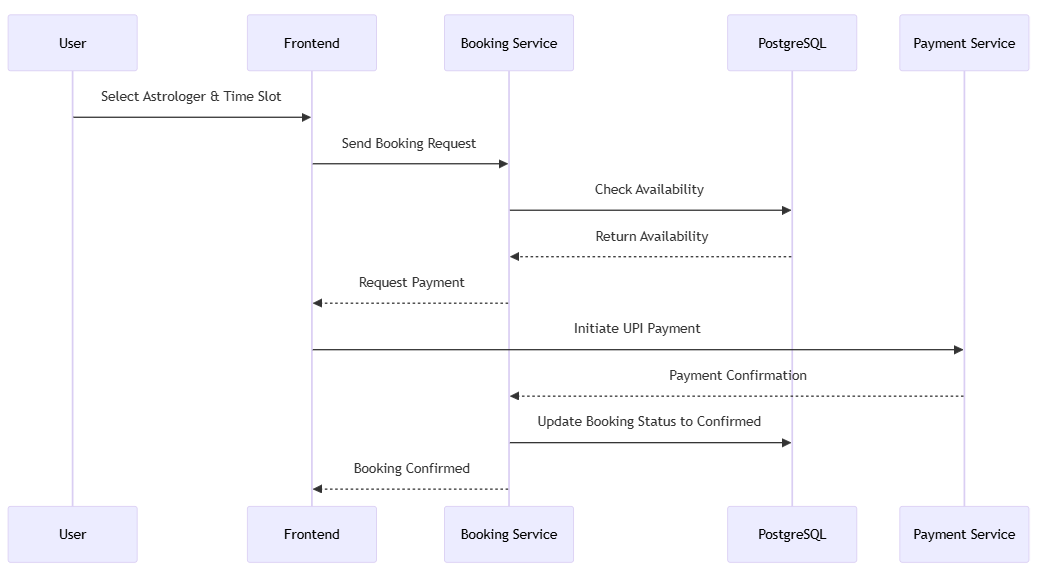 User
Frontend
Booking Service
PostgreSQL
Payment Service
Select Astrologer & Time Slot
Send Booking Request
Check Availability
Return Availability
Request Payment
Initiate UPI Payment
Payment Confirmation
Update Booking Status to Confirmed
Booking Confirmed
User
Frontend
Booking Service
PostgreSQL
Payment Service